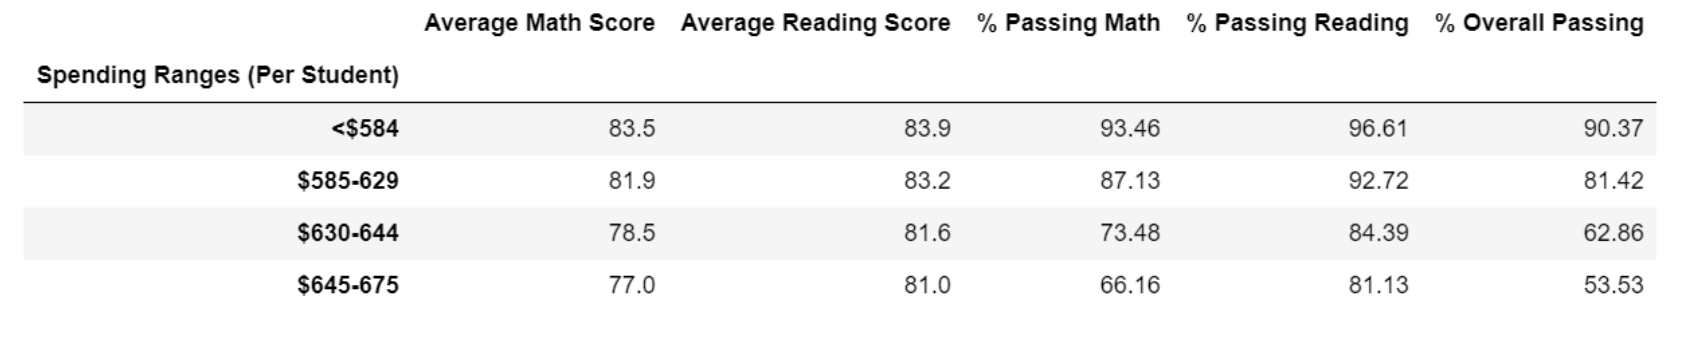 Average Math Score Average Reading Score % Passing Math % Passing Reading % Overall Passing
Spending Ranges (Per Student)
<$584 83.5 83.9 93.46 96.61 90.37
$585-629 81.9 83.2 87.13 92.72 81.42
$630-644 78.5 81.6 73.48 84.39 62.86
$645-675 77.0 81.0 66.16 81.13 53.53